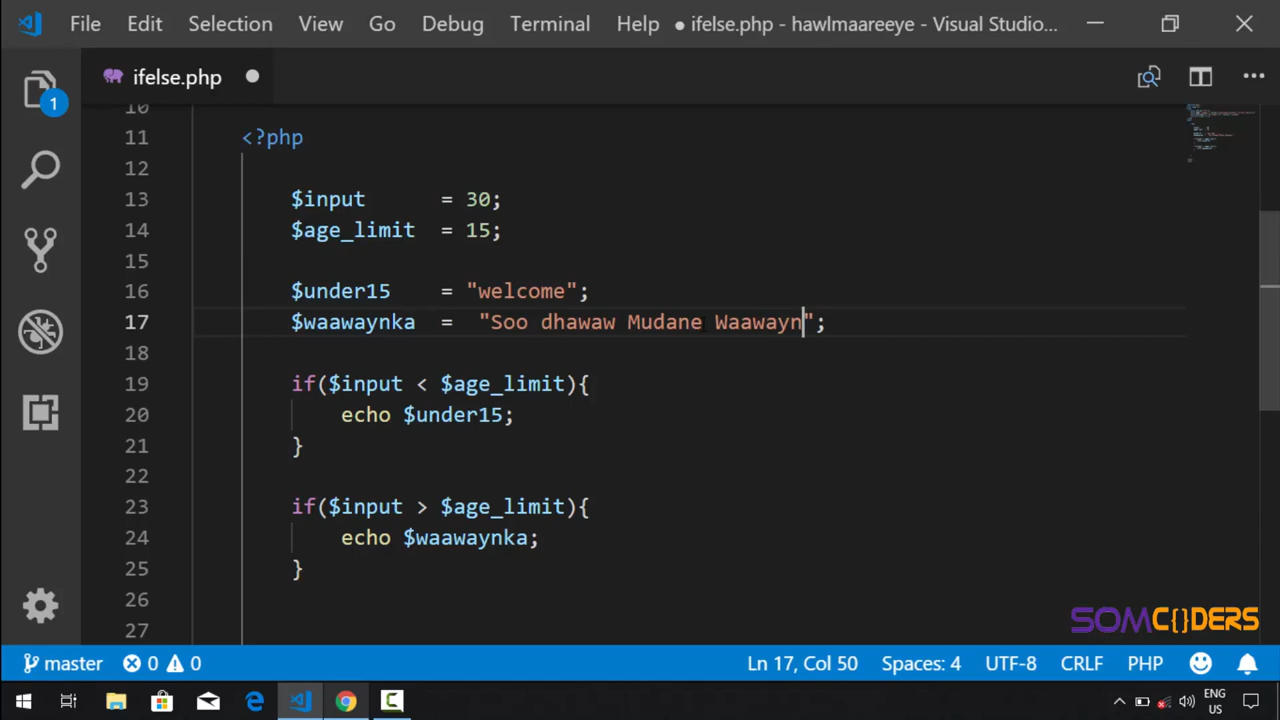 File Edit Selection View Go Debug Terminal Help ● ifelse.php - hawlmaareeye - Visual Studio...
1
ifelse.php
10
11 <?php
12
13 $input = 30;
14 $age_limit = 15;
15
16 $under15 = "welcome";
17 $waawaynka = "Soo dhawaw Mudane Waawayn";
18
19 if($input < $age_limit){
20 echo $under15;
21 }
22
23 if($input > $age_limit){
24 echo $waawaynka;
25 }
26
27
SOMC{}DERS
master 0 0 Ln 17, Col 50 Spaces: 4 UTF-8 CRLF PHP
ENG
US